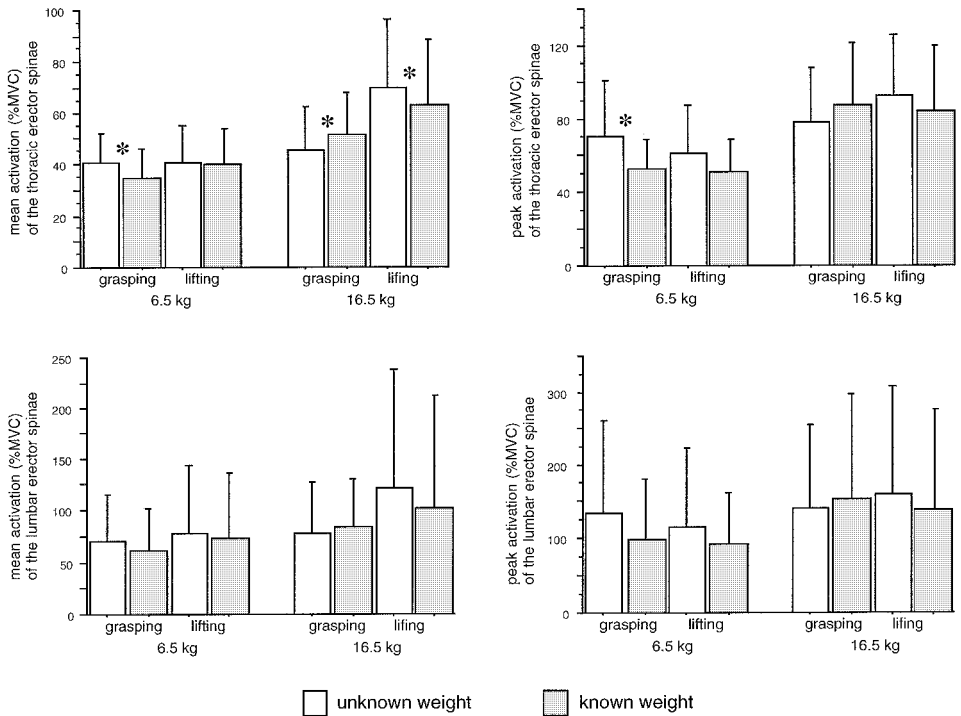 mean activation (%MVC)
of the thoracic erector spinae
100
80
60
40
20
0
*
*
*
grasping
lifting
grasping
lifing
6.5 kg
16.5 kg
peak activation (%MVC)
of the thoracic erector spinae
120
80
40
0
*
grasping
lifting
grasping
lifing
6.5 kg
16.5 kg
mean activation (%MVC)
of the lumbar erector spinae
250
200
150
100
50
0
grasping
lifting
grasping
lifing
6.5 kg
16.5 kg
peak activation (%MVC)
of the lumbar erector spinae
300
150
100
0
grasping
lifting
grasping
lifing
6.5 kg
16.5 kg
unknown weight
known weight